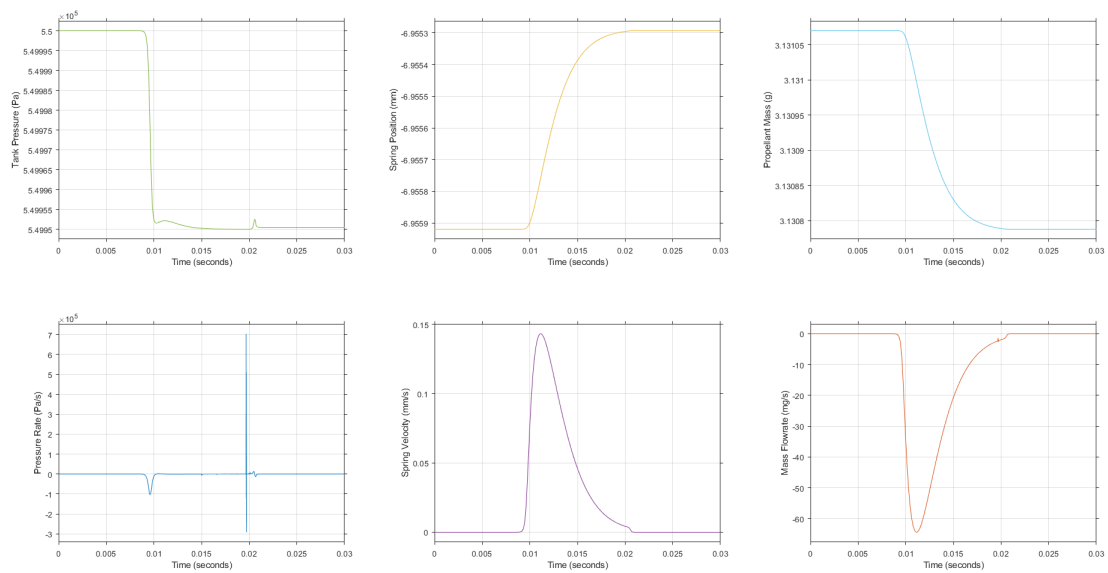 ×10⁵
Tank Pressure (Pa)
5.5
5.49995
5.4999
5.49985
5.4998
5.49975
5.4997
5.49965
5.4996
5.49955
5.4995
0 0.005 0.01 0.015 0.02 0.025 0.03
Time (seconds)
Spring Position (mm)
-6.9553
-6.9554
-6.9555
-6.9556
-6.9557
-6.9558
-6.9559
0 0.005 0.01 0.015 0.02 0.025 0.03
Time (seconds)
Propellant Mass (g)
3.13105
3.131
3.13095
3.1309
3.13085
3.1308
0 0.005 0.01 0.015 0.02 0.025 0.03
Time (seconds)
×10⁵
Pressure Rate (Pa/s)
7
6
5
4
3
2
1
0
-1
-2
-3
0 0.005 0.01 0.015 0.02 0.025 0.03
Time (seconds)
Spring Velocity (mm/s)
0.15
0.1
0.05
0
0 0.005 0.01 0.015 0.02 0.025 0.03
Time (seconds)
Mass Flowrate (mg/s)
0
-10
-20
-30
-40
-50
-60
0 0.005 0.01 0.015 0.02 0.025 0.03
Time (seconds)